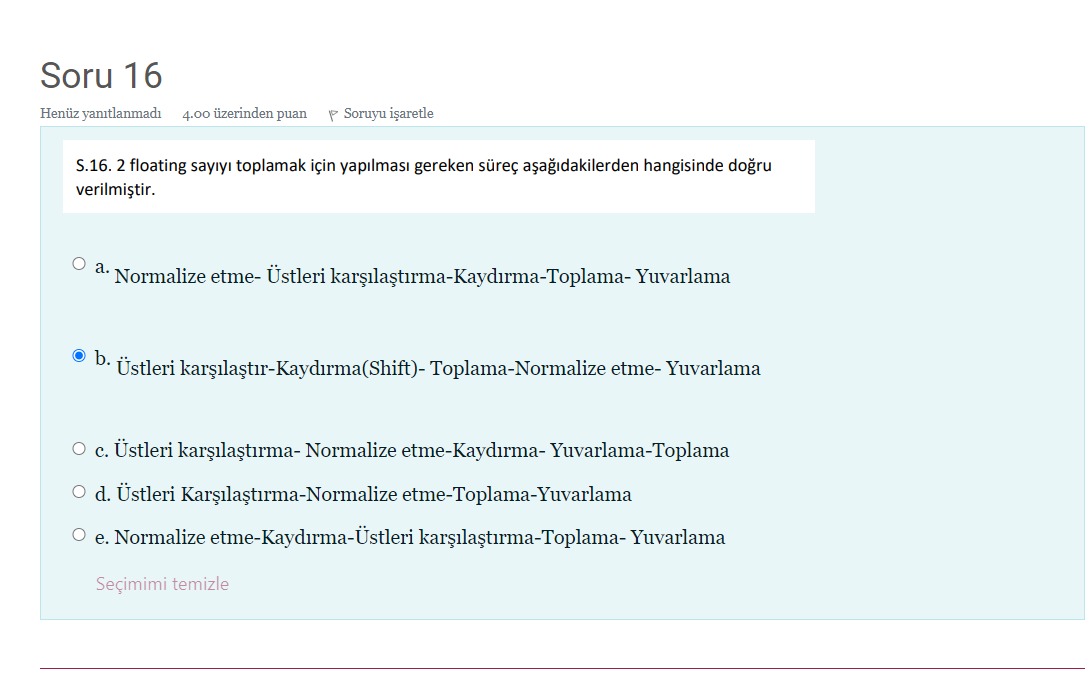 Soru 16
Henüz yanıtlanmadı 4.00 üzerinden puan Soruyu işaretle
S.16. 2 floating sayıyı toplamak için yapılması gereken süreç aşağıdakilerden hangisinde doğru
verilmiştir.
a. Normalize etme- Üstleri karşılaştırma-Kaydırma-Toplama- Yuvarlama
b. Üstleri karşılaştır-Kaydırma(Shift)- Toplama-Normalize etme- Yuvarlama
c. Üstleri karşılaştırma- Normalize etme-Kaydırma- Yuvarlama-Toplama
d. Üstleri Karşılaştırma-Normalize etme-Toplama-Yuvarlama
e. Normalize etme-Kaydırma-Üstleri karşılaştırma-Toplama- Yuvarlama
Seçimimi temizle